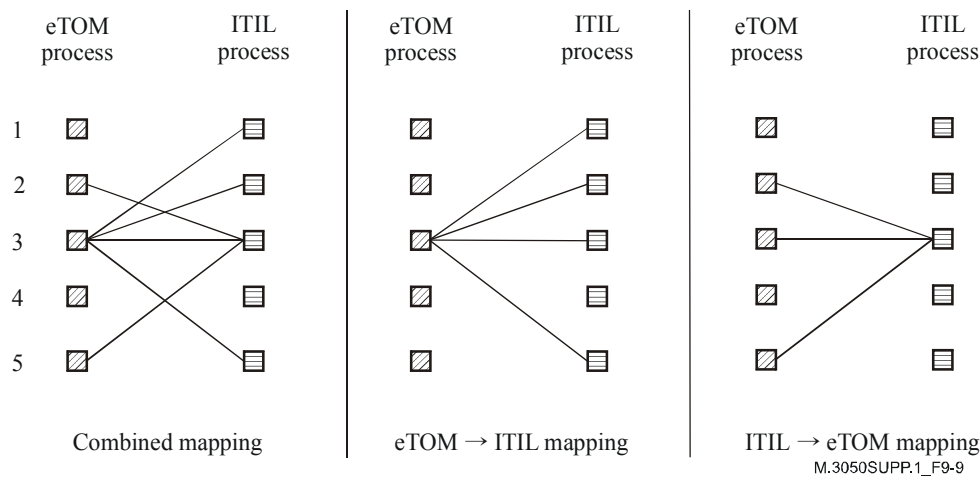 eTOM process
ITIL process
eTOM process
ITIL process
eTOM process
ITIL process
1
2
3
4
5
Combined mapping
eTOM → ITIL mapping
ITIL → eTOM mapping
M.3050SUPP.1_F9-9